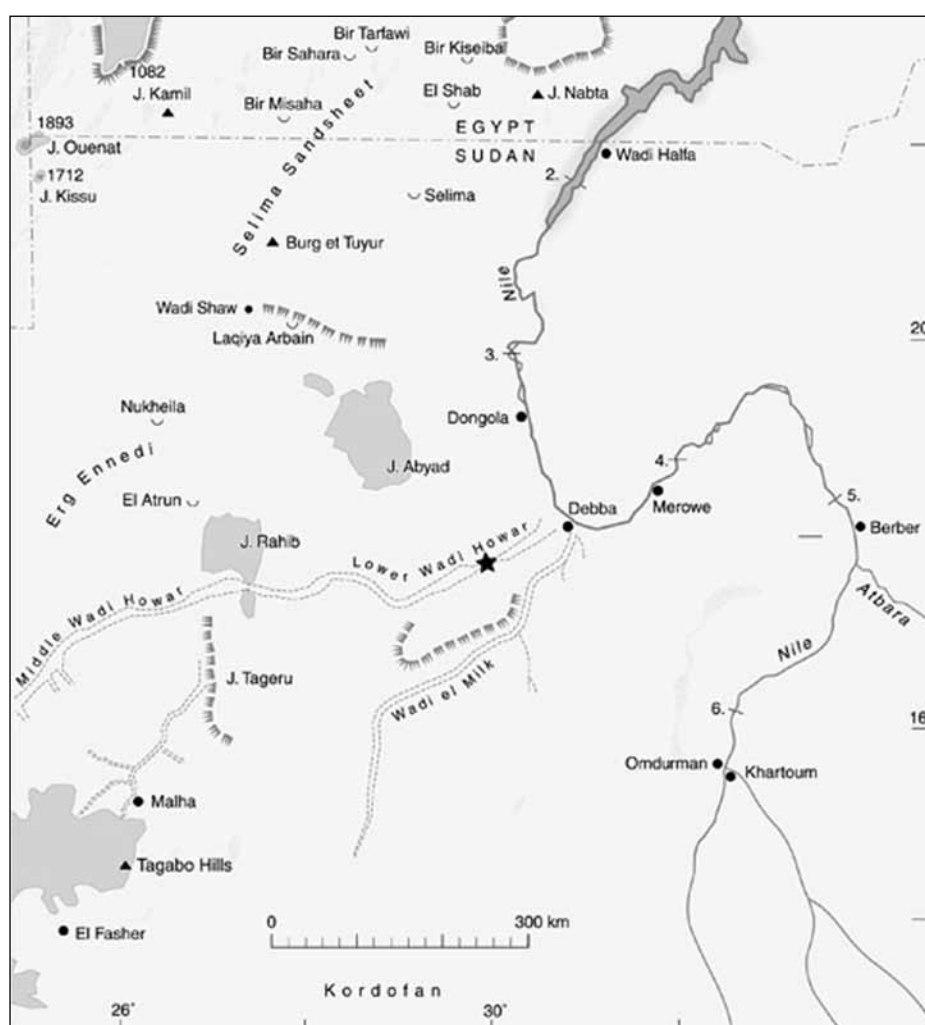 Bir Tarfawi
Bir Sahara
Bir Kiseiba
1082
J. Kamil
Bir Misaha
El Shab
J. Nabta
1893
J. Ouenat
EGYPT
SUDAN
Wadi Halfa
1712
J. Kissu
2.
Selima
Selima Sandsheet
Burg et Tuyur
Nile
Wadi Shaw
Laqiya Arbain
20
3.
Nukheila
Dongola
J. Abyad
4.
Erg Ennedi
El Atrun
Debba
Merowe
5.
Berber
J. Rahib
Lower Wadi Howar
Middle Wadi Howar
Atbara
Nile
J. Tageru
Wadi el Milk
6.
16
Omdurman
Khartoum
Malha
Tagabo Hills
0
300 km
El Fasher
Kordofan
26°
30°